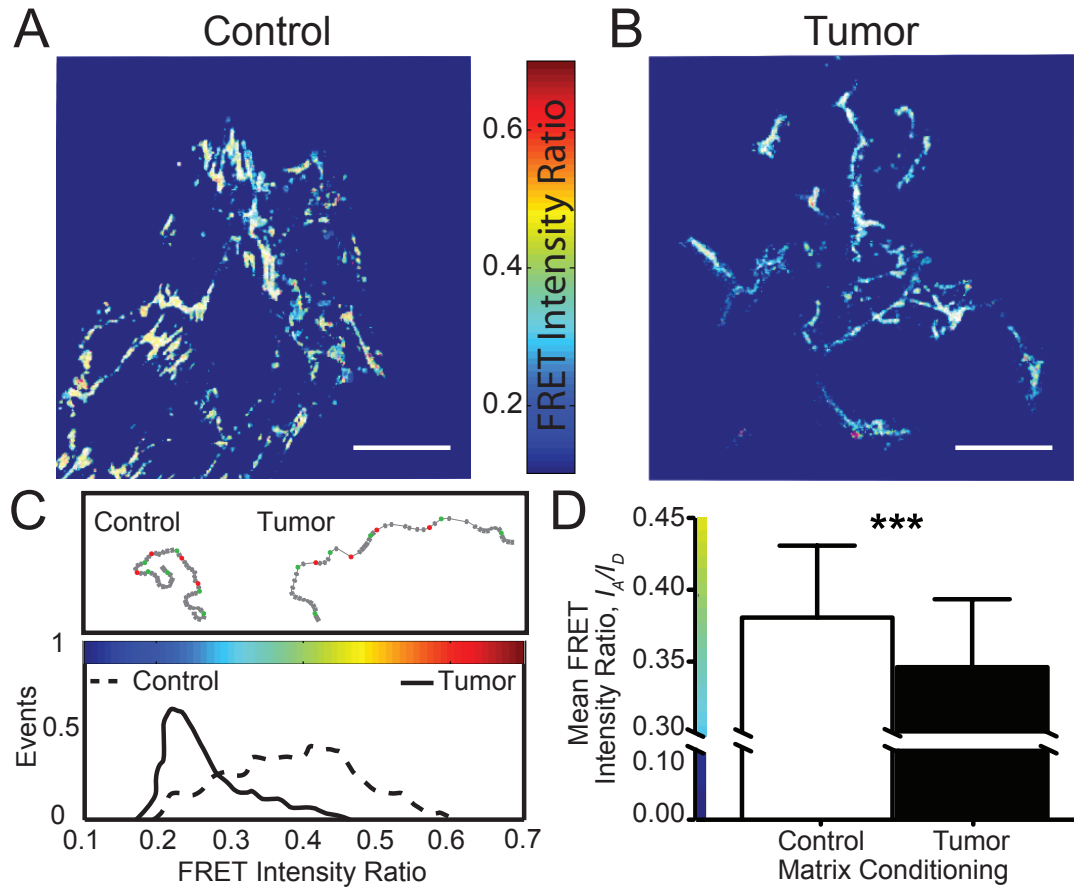 A
Control
B
Tumor
0.6
0.4
0.2
FRET Intensity Ratio
C
Control
Tumor
1
0.5
0
Events
Control
Tumor
0.1
0.2
0.3
0.4
0.5
0.6
0.7
FRET Intensity Ratio
D
***
0.45
0.40
0.35
0.30
0.10
0.00
Mean FRET
Intensity Ratio, I_A/I_D
Control
Tumor
Matrix Conditioning